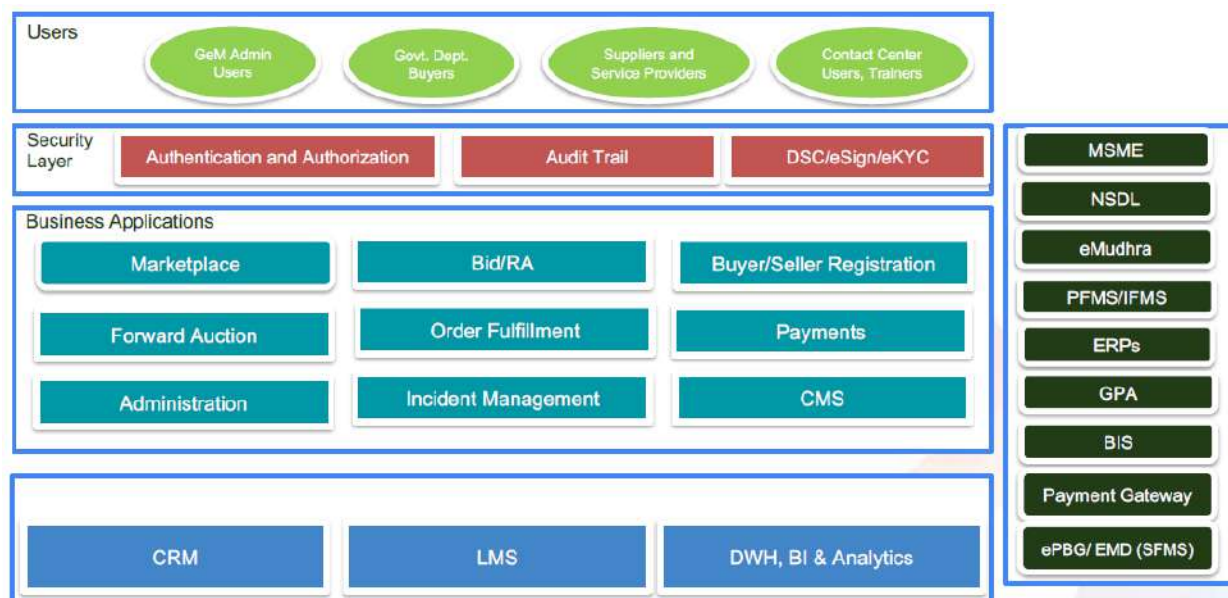 Users
GeM Admin
Users
Govt. Dept.
Buyers
Suppliers and
Service Providers
Contact Center
Users, Trainers
Security
Layer
Authentication and Authorization
Audit Trail
DSC/eSign/eKYC
Business Applications
Marketplace
Bid/RA
Buyer/Seller Registration
Forward Auction
Order Fulfillment
Payments
Administration
Incident Management
CMS
CRM
LMS
DWH, BI & Analytics
MSME
NSDL
eMudhra
PFMS/IFMS
ERPs
GPA
BIS
Payment Gateway
ePBG/ EMD (SFMS)